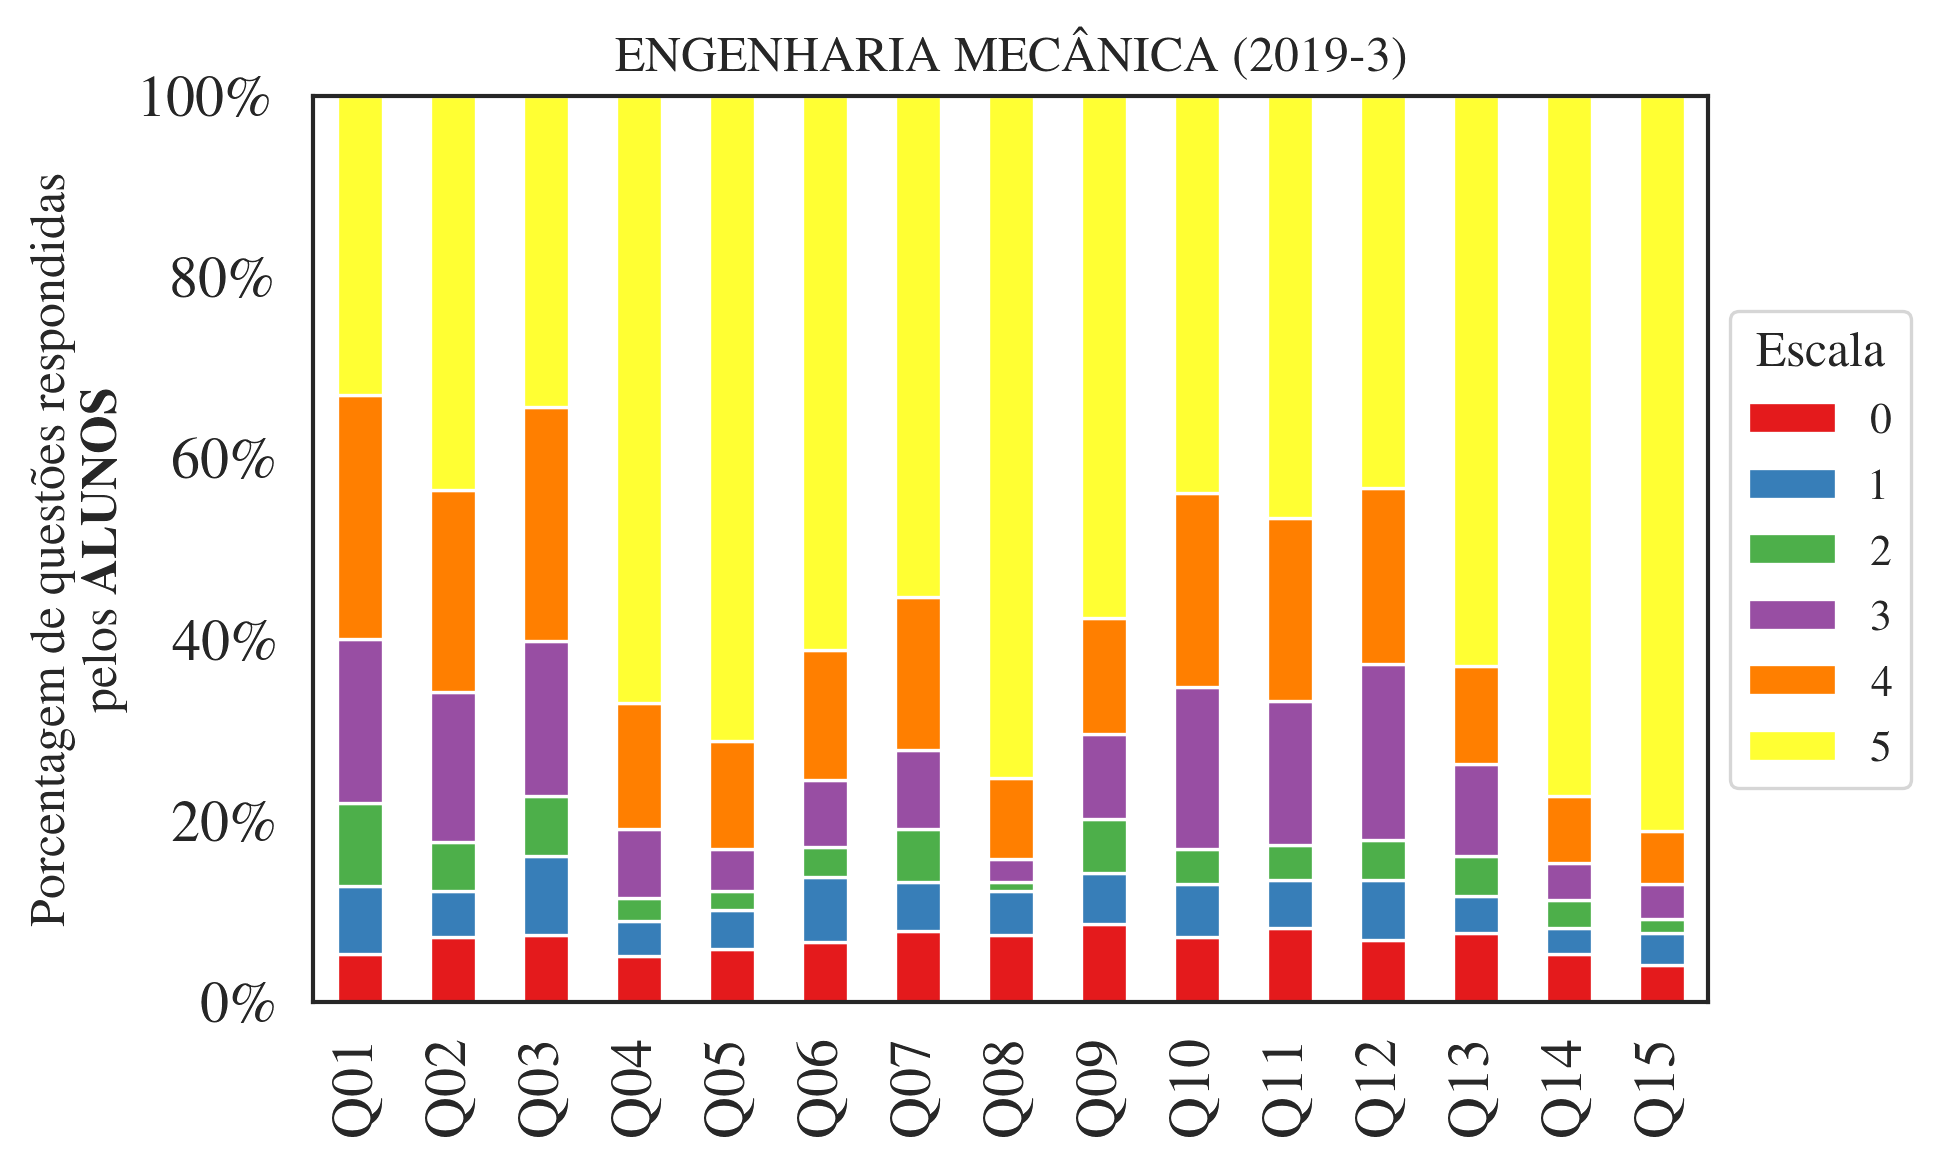 ENGENHARIA MECÂNICA (2019-3)
Porcentagem de questões respondidas
pelos ALUNOS
100%
80%
60%
40%
20%
0%
Q01
Q02
Q03
Q04
Q05
Q06
Q07
Q08
Q09
Q10
Q11
Q12
Q13
Q14
Q15
Escala
0
1
2
3
4
5